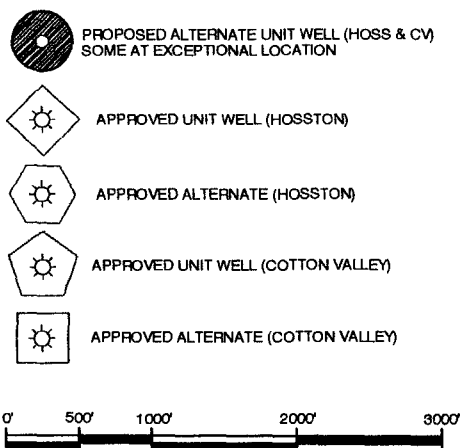 PROPOSED ALTERNATE UNIT WELL (HOSS & CV)
SOME AT EXCEPTIONAL LOCATION
APPROVED UNIT WELL (HOSSTON)
APPROVED ALTERNATE (HOSSTON)
APPROVED UNIT WELL (COTTON VALLEY)
APPROVED ALTERNATE (COTTON VALLEY)
0' 500' 1000' 2000' 3000'